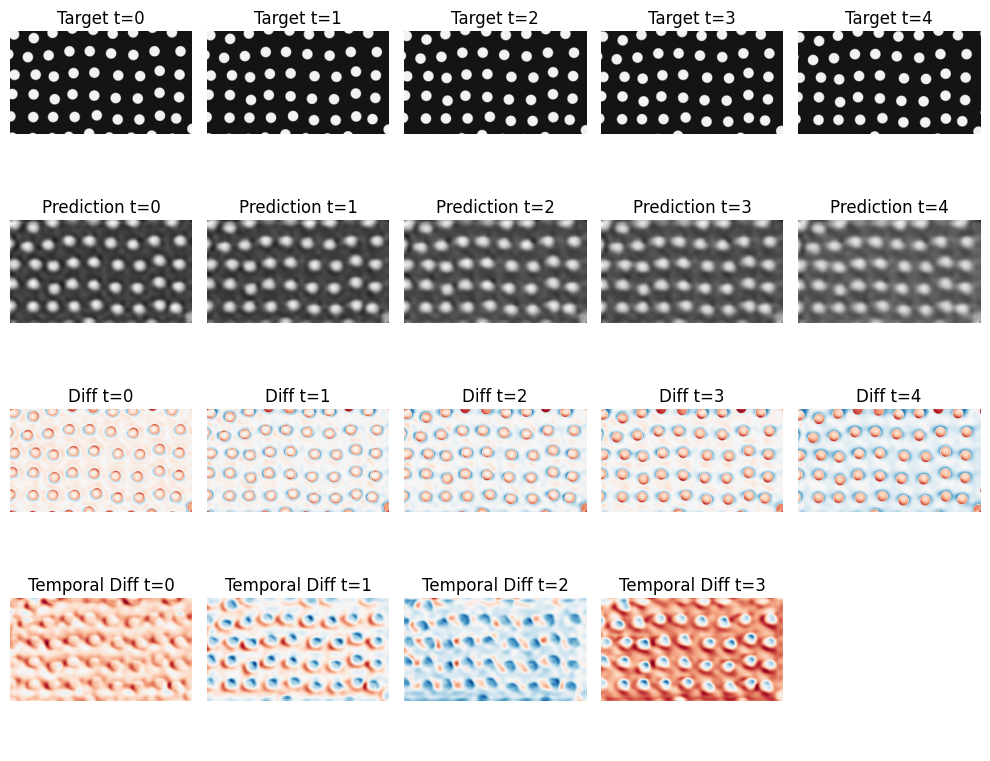 Target t=0 Target t=1 Target t=2 Target t=3 Target t=4
Prediction t=0 Prediction t=1 Prediction t=2 Prediction t=3 Prediction t=4
Diff t=0 Diff t=1 Diff t=2 Diff t=3 Diff t=4
Temporal Diff t=0 Temporal Diff t=1 Temporal Diff t=2 Temporal Diff t=3